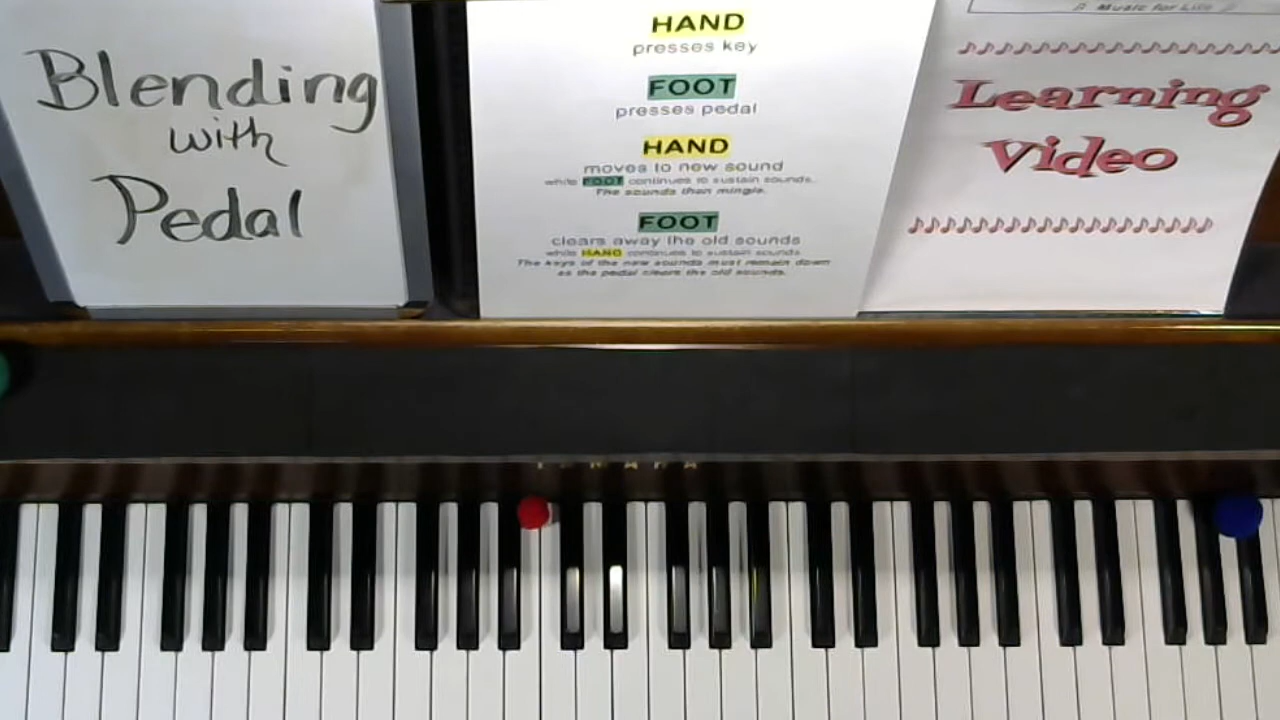 Blending
with
Pedal
HAND
presses key
FOOT
presses pedal
HAND
moves to new sound
while FOOT continues to sustain sounds.
The sounds then mingle.
FOOT
clears away the old sounds
while HAND continues to sustain sounds.
The keys of the new sounds must remain down
as the pedal clears the old sounds.
♫ Music for Life ♫
Learning
Video
YAMAHA